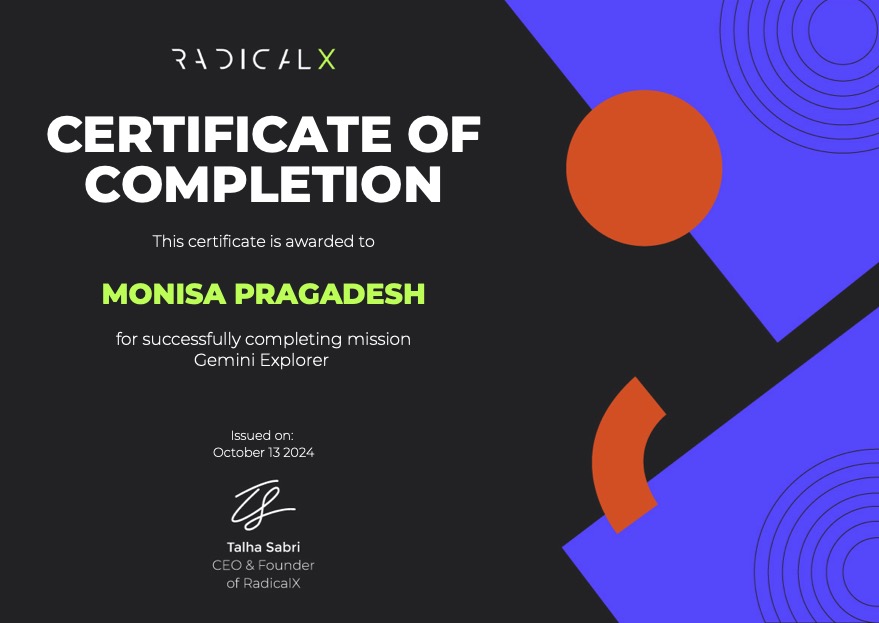 RADICALX
CERTIFICATE OF
COMPLETION
This certificate is awarded to
MONISA PRAGADESH
for successfully completing mission
Gemini Explorer
Issued on:
October 13 2024
Talha Sabri
CEO & Founder
of RadicalX